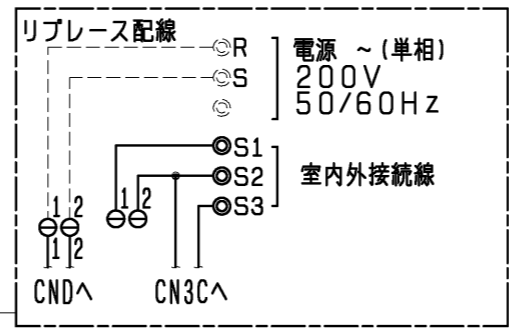 リプレース配線
R
電源 ~(単相)
S
200V
50/60Hz
S1
S2
室内外接続線
S3
1 2
1 2
1 2
CNDへ
CN3Cへ